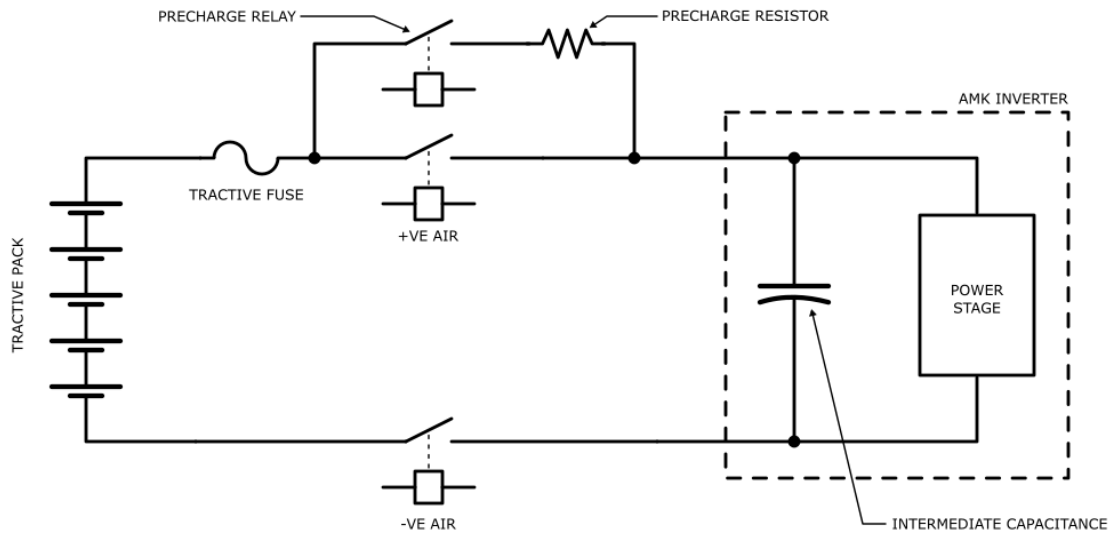 PRECHARGE RELAY
PRECHARGE RESISTOR
AMK INVERTER
TRACTIVE FUSE
+VE AIR
TRACTIVE PACK
POWER
STAGE
-VE AIR
INTERMEDIATE CAPACITANCE